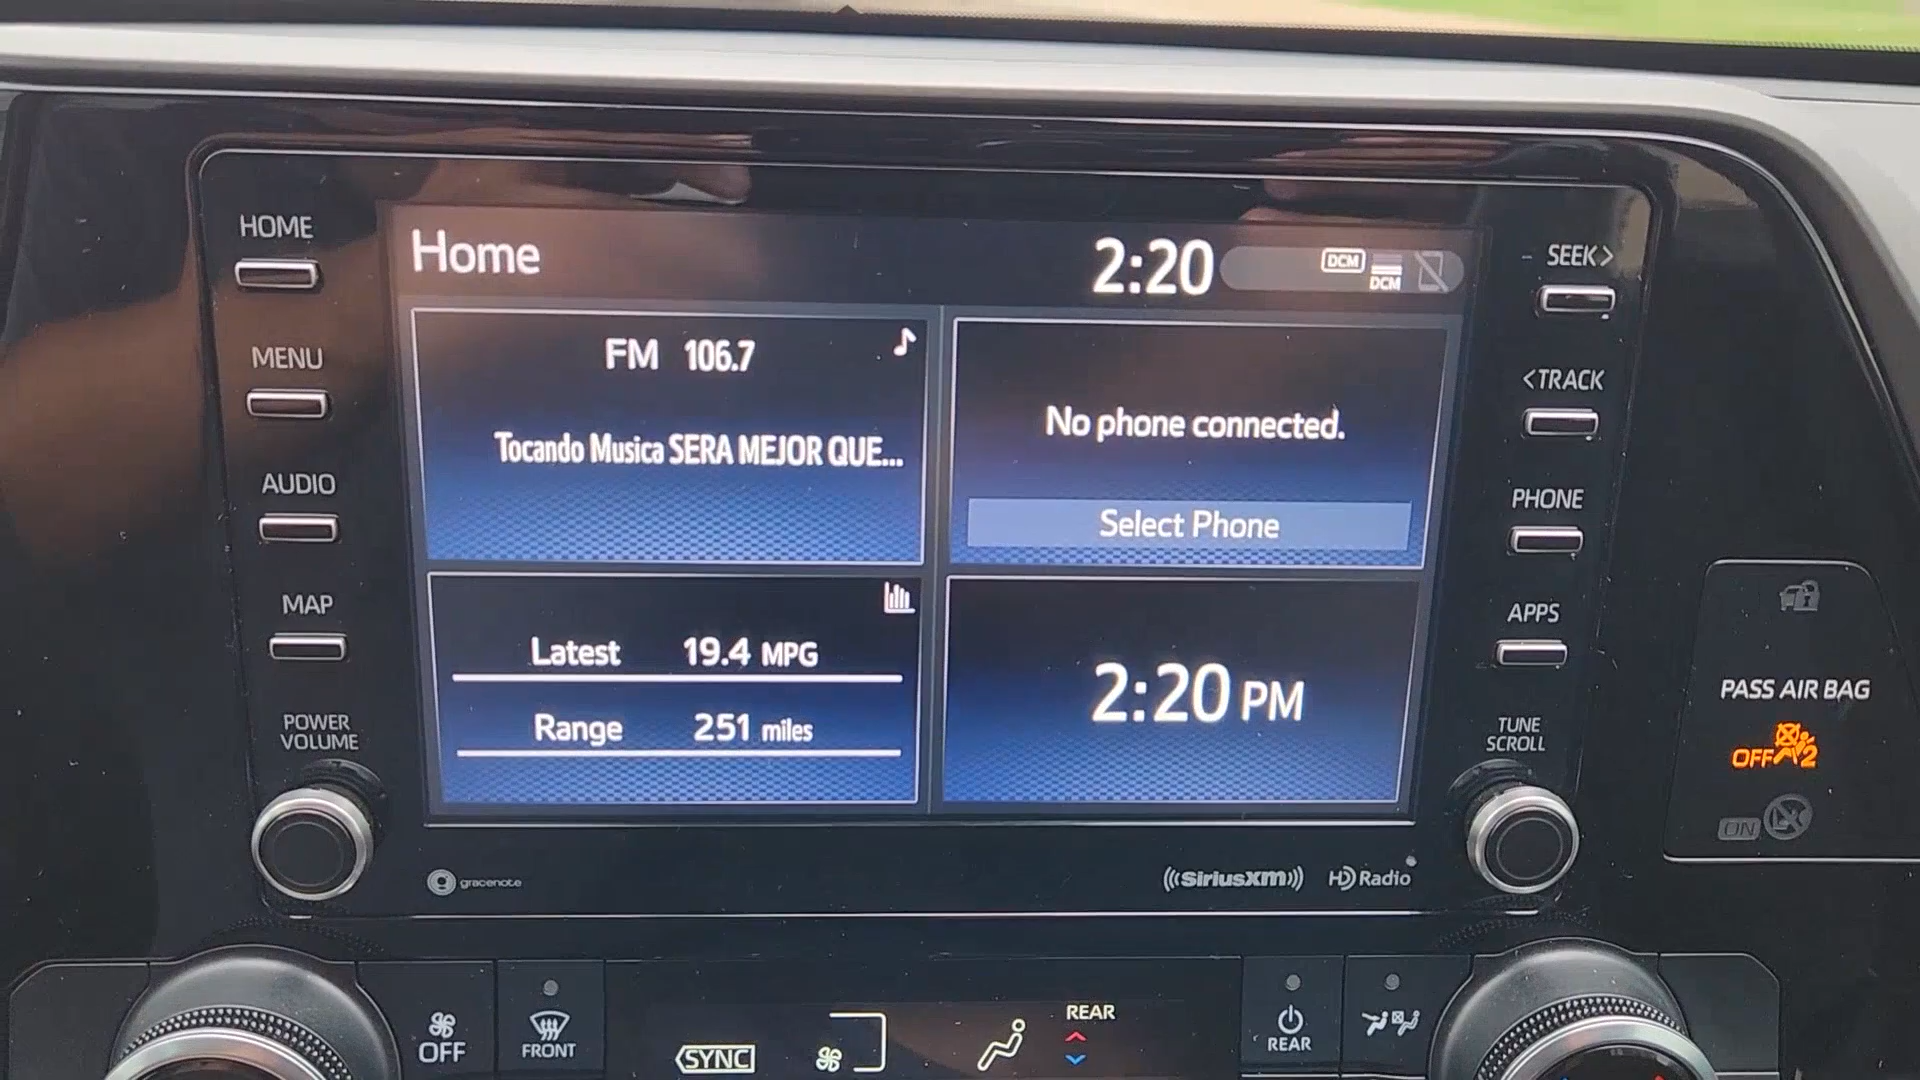 HOME
MENU
AUDIO
MAP
POWER
VOLUME
Home
2:20
DCM
DCM
FM 106.7
Tocando Musica SERA MEJOR QUE...
No phone connected.
Select Phone
Latest 19.4 MPG
Range 251 miles
2:20 PM
SEEK>
<TRACK
PHONE
APPS
TUNE
SCROLL
PASS AIR BAG
OFF 2
ON
gracenote
SiriusXM
HD Radio
OFF
FRONT
SYNC
REAR
REAR